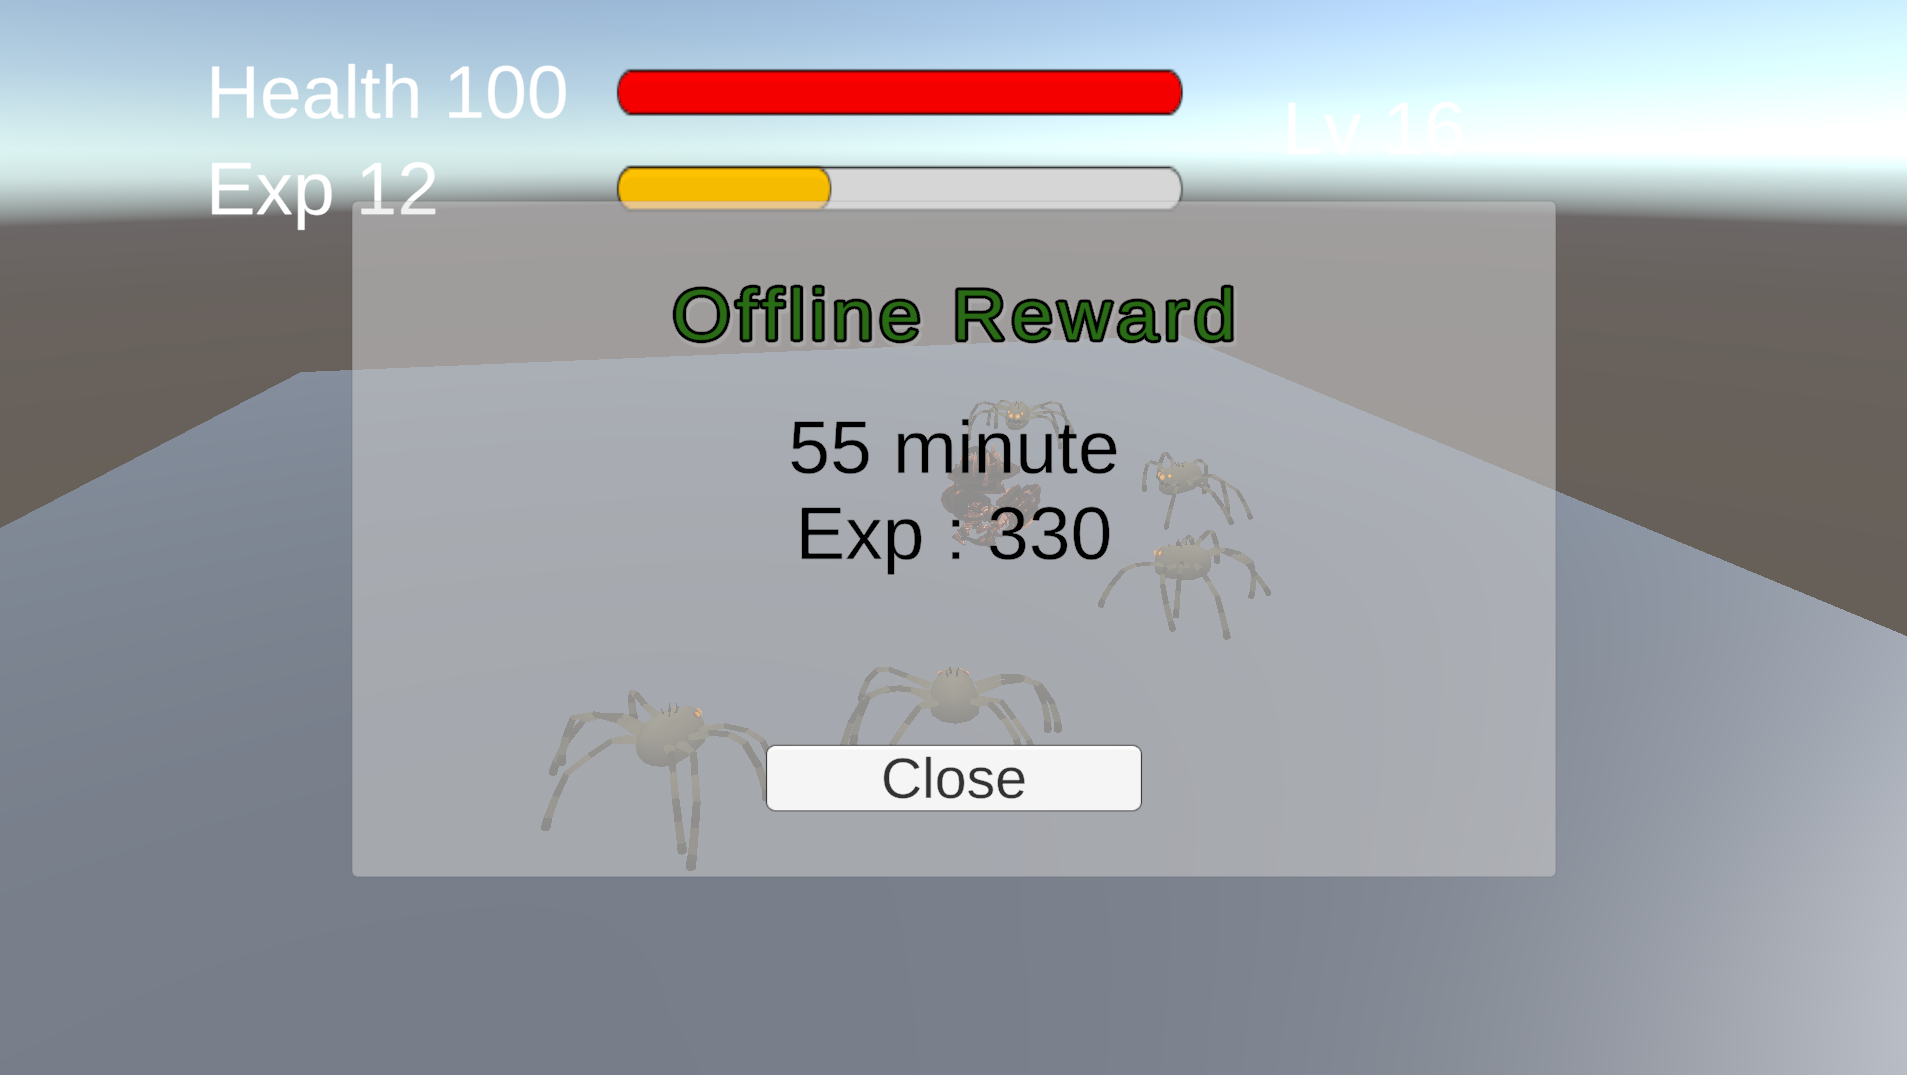 Health 100
Lv 16
Exp 12
Offline Reward
55 minute
Exp : 330
Close